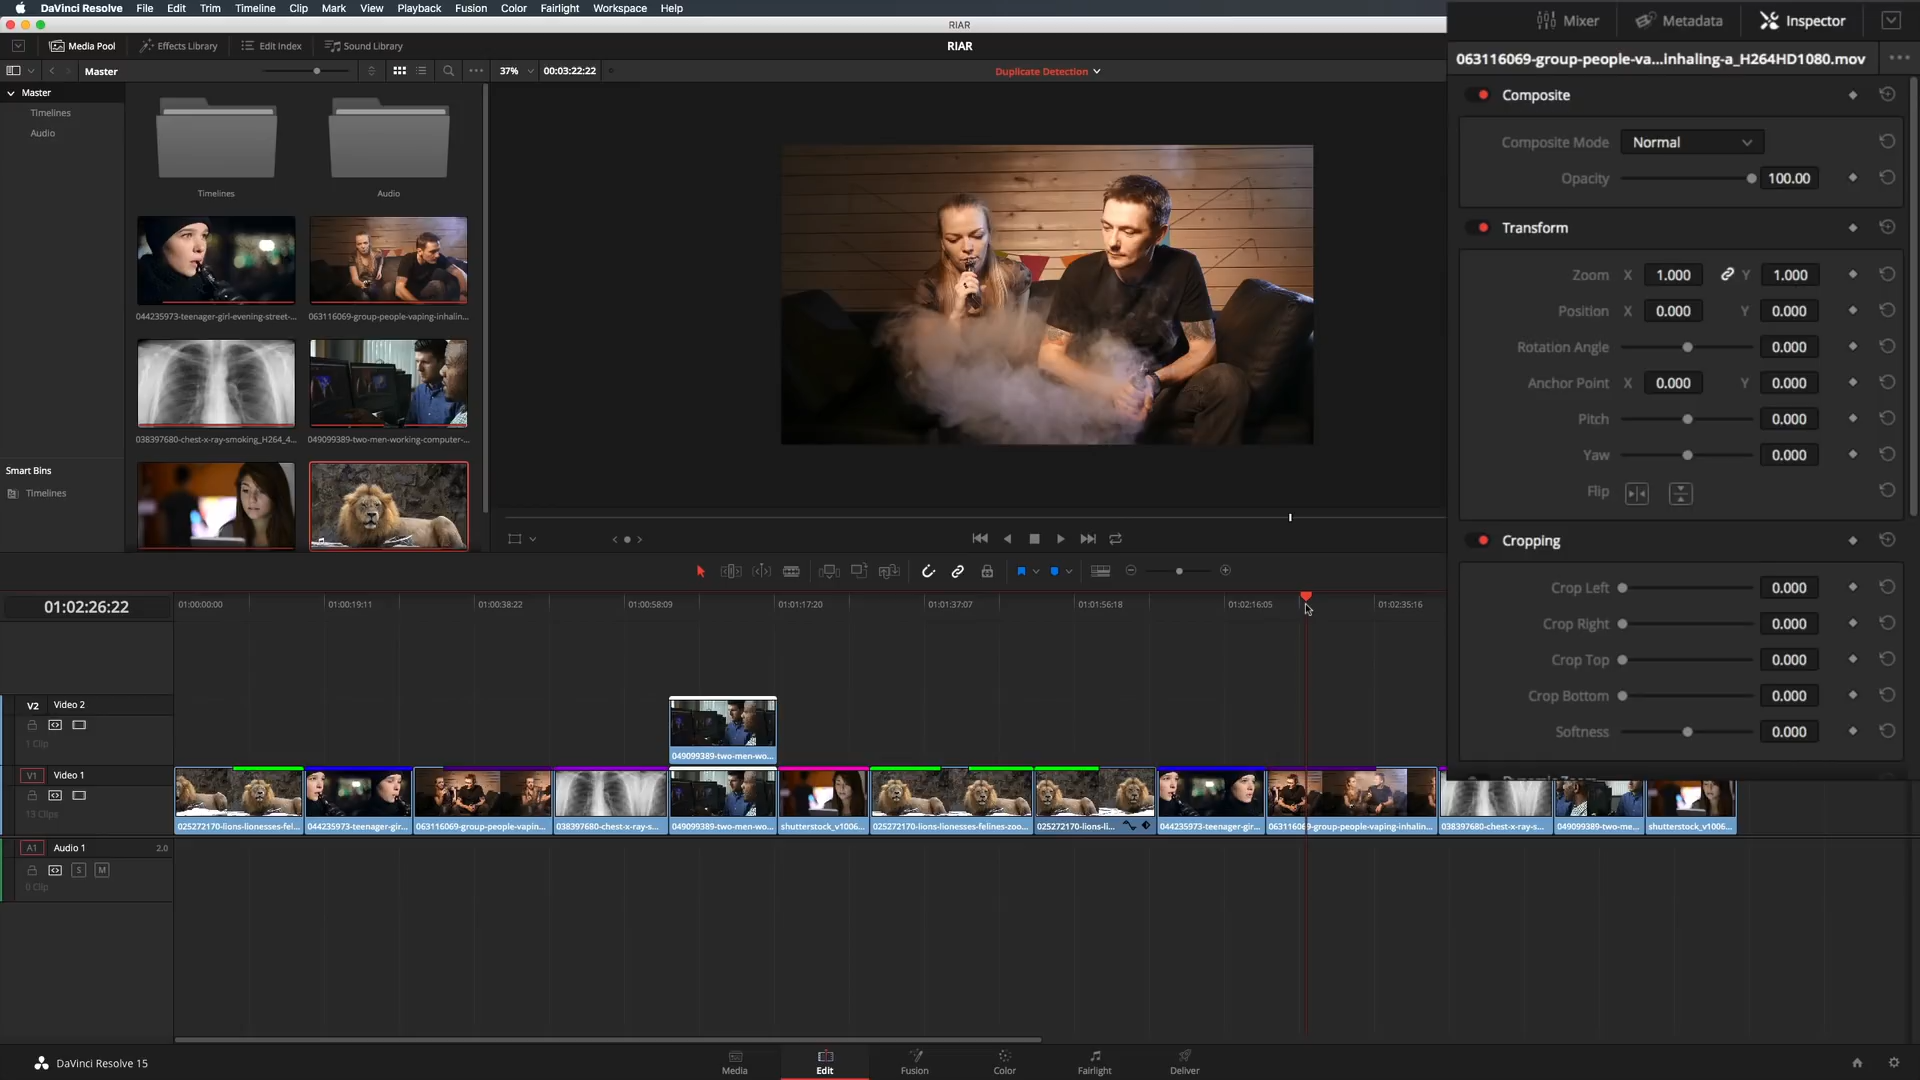 DaVinci Resolve File Edit Trim Timeline Clip Mark View Playback Fusion Color Fairlight Workspace Help
RIAR
Media Pool Effects Library Edit Index Sound Library RIAR
Mixer Metadata Inspector
Master 37% 00:03:22:22 Duplicate Detection
063116069-group-people-va...inhaling-a_H264HD1080.mov
Master
Timelines
Audio
Timelines Audio
044235973-teenager-girl-evening-street-... 063116069-group-people-vaping-inhalin...
038397680-chest-x-ray-smoking_H264_4... 049099389-two-men-working-computer-...
Smart Bins
Timelines
Composite
Composite Mode Normal
Opacity 100.00
Transform
Zoom X 1.000 Y 1.000
Position X 0.000 Y 0.000
Rotation Angle 0.000
Anchor Point X 0.000 Y 0.000
Pitch 0.000
Yaw 0.000
Flip
Cropping
Crop Left 0.000
Crop Right 0.000
Crop Top 0.000
Crop Bottom 0.000
Softness 0.000
01:02:26:22 01:00:00:00 01:00:19:11 01:00:38:22 01:00:58:09 01:01:17:20 01:01:37:07 01:01:56:18 01:02:16:05 01:02:35:16
V2 Video 2
1 Clip
049099389-two-men-wo...
V1 Video 1
13 Clips
025272170-lions-lionesses-fel... 044235973-teenager-gir... 063116069-group-people-vapin... 038397680-chest-x-ray-s... 049099389-two-men-wo... shutterstock_v1006... 025272170-lions-lionesses-felines-zoo... 025272170-lions-li... 044235973-teenager-gir... 063116069-group-people-vaping-inhalin... 038397680-chest-x-ray-s... 049099389-two-me... shutterstock_v1006...
A1 Audio 1 2.0
S M
0 Clip
DaVinci Resolve 15 Media Edit Fusion Color Fairlight Deliver